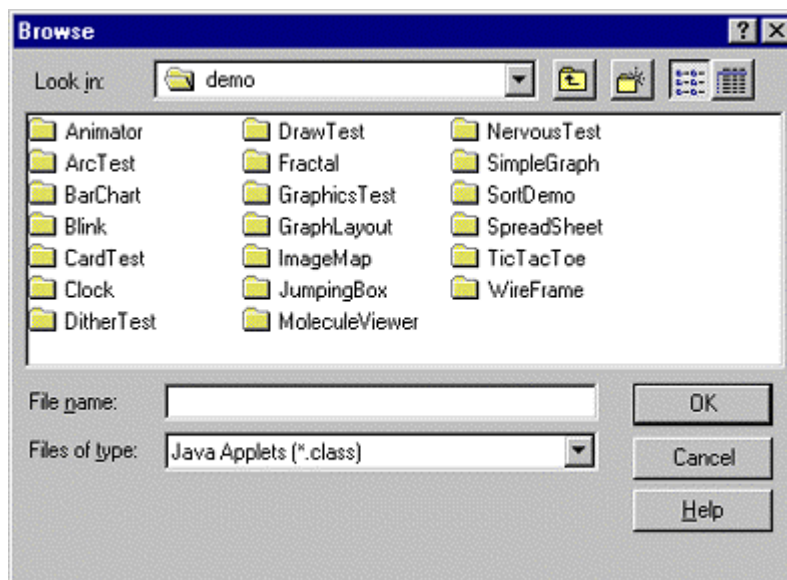 Browse
Look in: demo
Animator DrawTest NervousTest
ArcTest Fractal SimpleGraph
BarChart GraphicsTest SortDemo
Blink GraphLayout SpreadSheet
CardTest ImageMap TicTacToe
Clock JumpingBox WireFrame
DitherTest MoleculeViewer
File name: OK
Files of type: Java Applets (*.class)
Cancel
Help